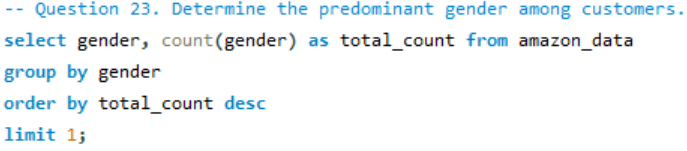 -- Question 23. Determine the predominant gender among customers.
select gender, count(gender) as total_count from amazon_data
group by gender
order by total_count desc
limit 1;